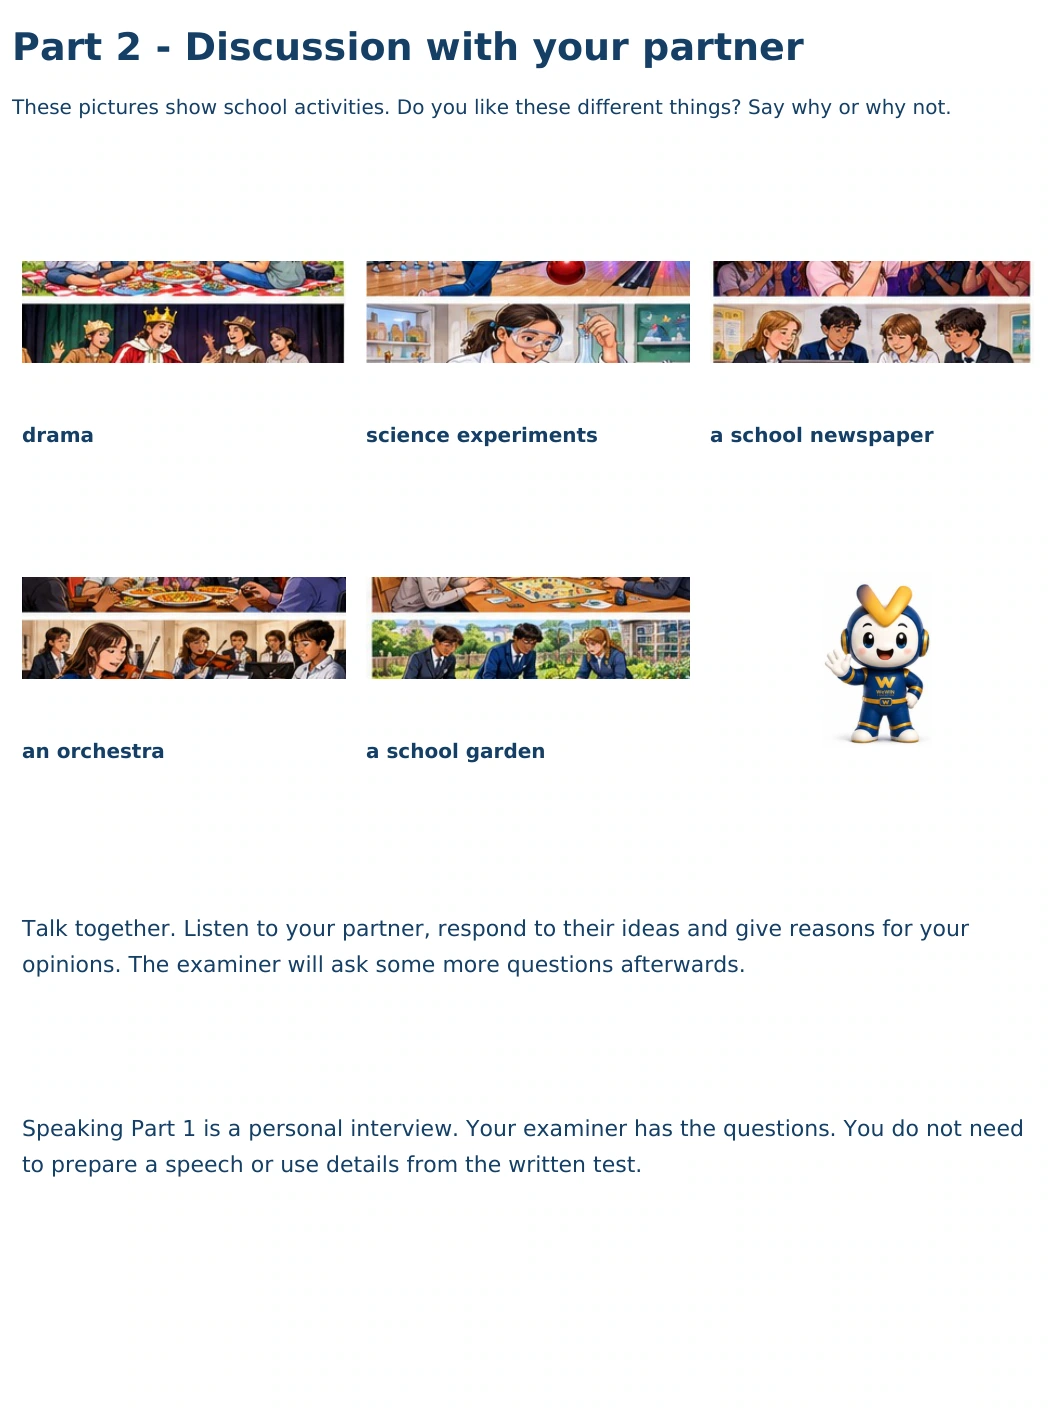 Part 2 - Discussion with your partner
These pictures show school activities. Do you like these different things? Say why or why not.
drama
science experiments
a school newspaper
an orchestra
a school garden
W
W
Talk together. Listen to your partner, respond to their ideas and give reasons for your
opinions. The examiner will ask some more questions afterwards.
Speaking Part 1 is a personal interview. Your examiner has the questions. You do not need
to prepare a speech or use details from the written test.